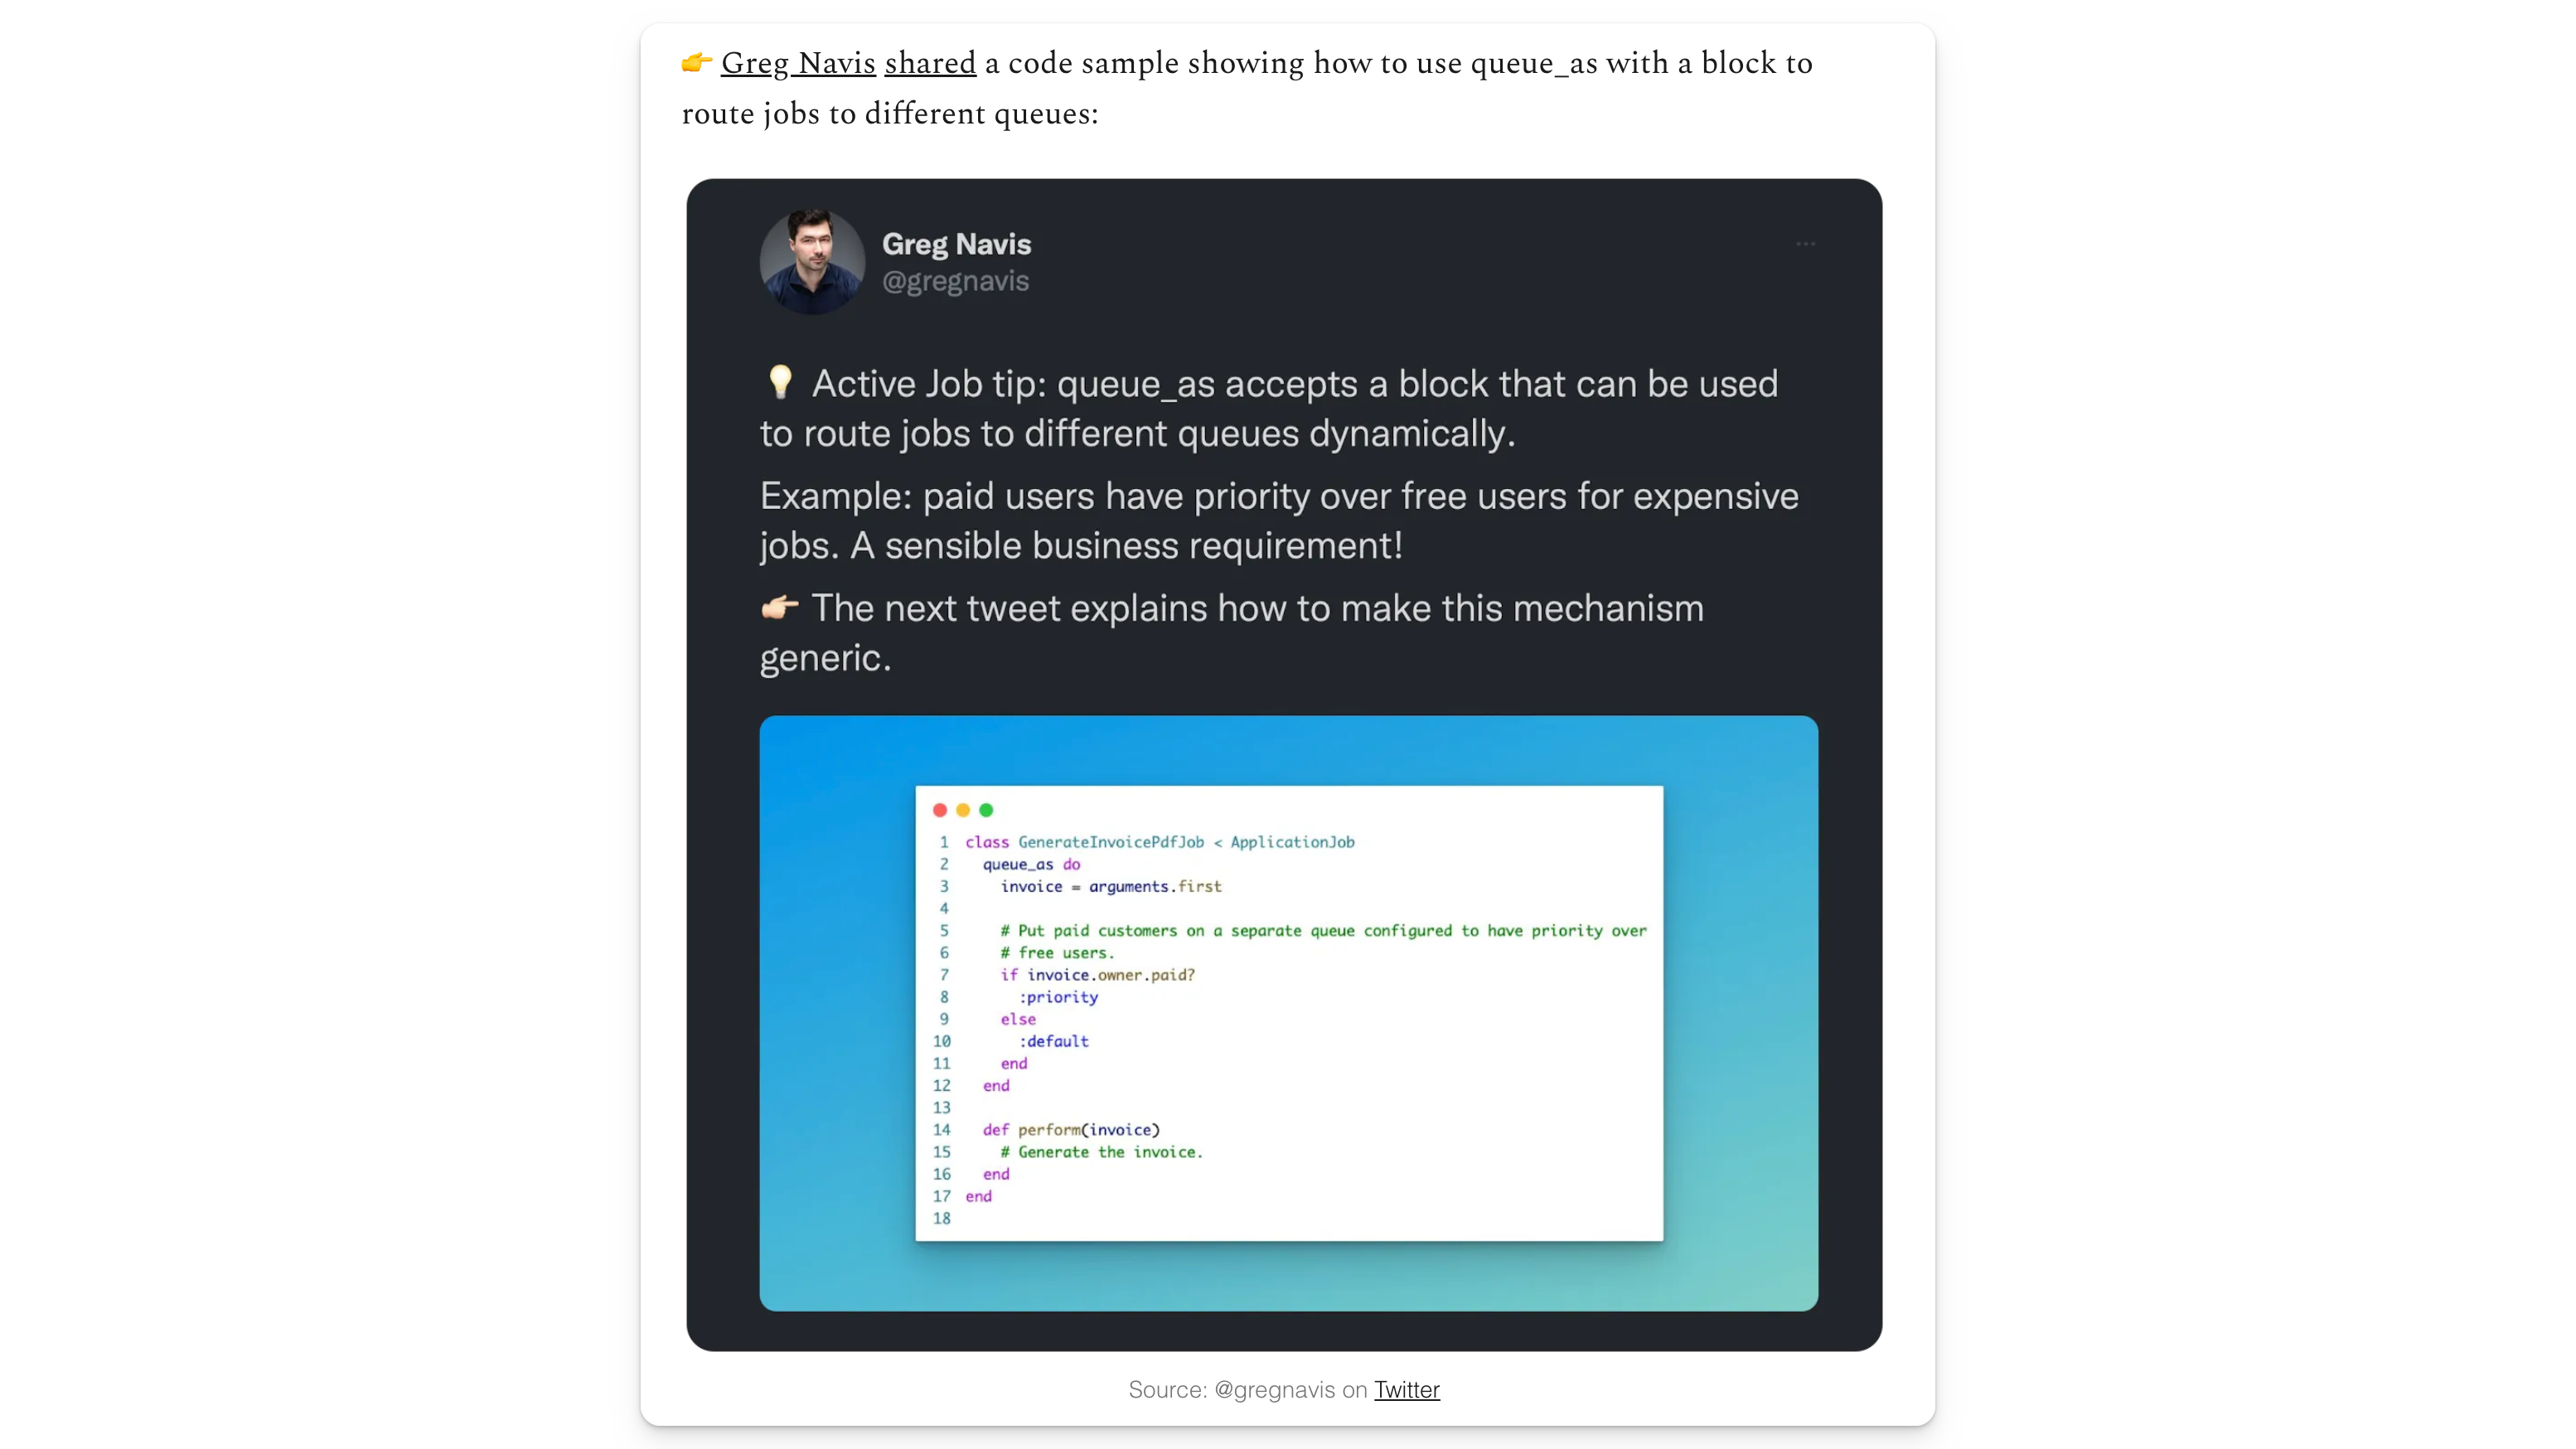 👉 Greg Navis shared a code sample showing how to use queue_as with a block to
route jobs to different queues:
Greg Navis
@gregnavis
...
💡 Active Job tip: queue_as accepts a block that can be used
to route jobs to different queues dynamically.
Example: paid users have priority over free users for expensive
jobs. A sensible business requirement!
👉🏻 The next tweet explains how to make this mechanism
generic.
1 class GenerateInvoicePdfJob < ApplicationJob
2   queue_as do
3     invoice = arguments.first
4
5     # Put paid customers on a separate queue configured to have priority over
6     # free users.
7     if invoice.owner.paid?
8       :priority
9     else
10       :default
11     end
12   end
13
14   def perform(invoice)
15     # Generate the invoice.
16   end
17 end
18
Source: @gregnavis on Twitter